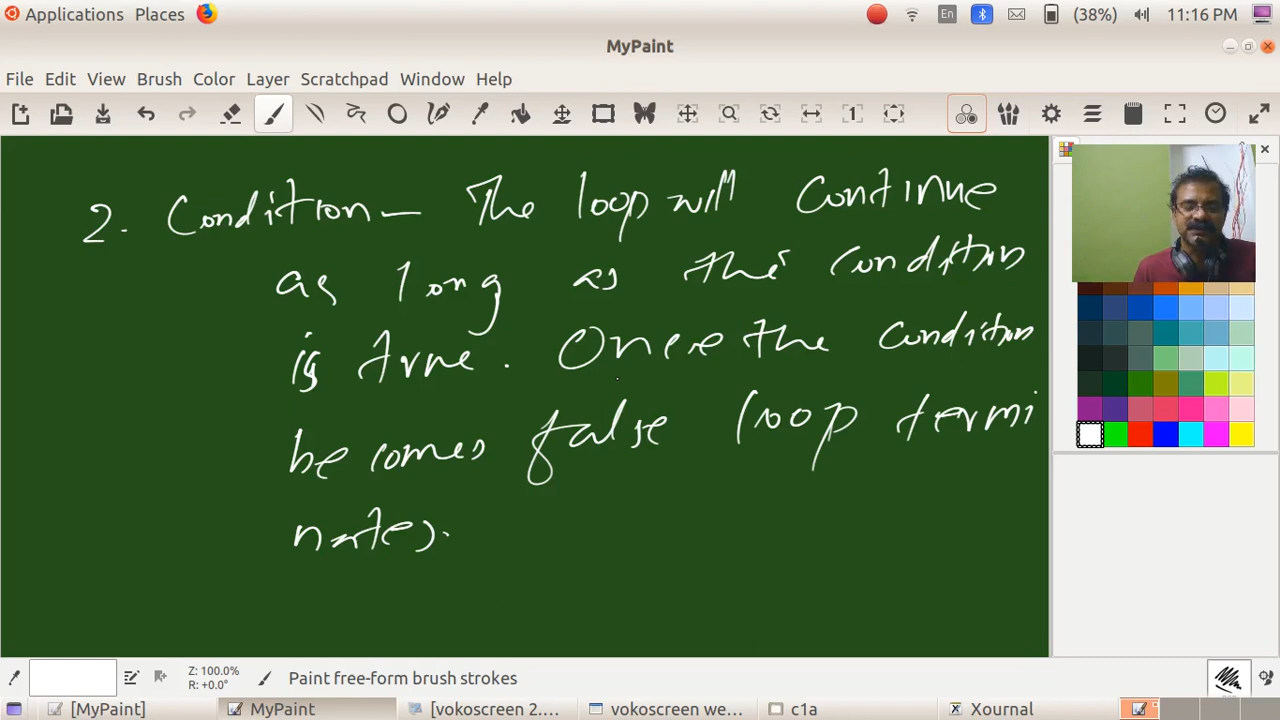 Applications Places En (38%) 11:16 PM
MyPaint
File Edit View Brush Color Layer Scratchpad Window Help
1
2. Condition - The loop will continue
as long as the condition
is true. Once the condition
becomes false loop termi
nates.
Z: 100.0%
R: +0.0°
Paint free-form brush strokes
[MyPaint] MyPaint [vokoscreen 2.... vokoscreen we... c1a Xournal